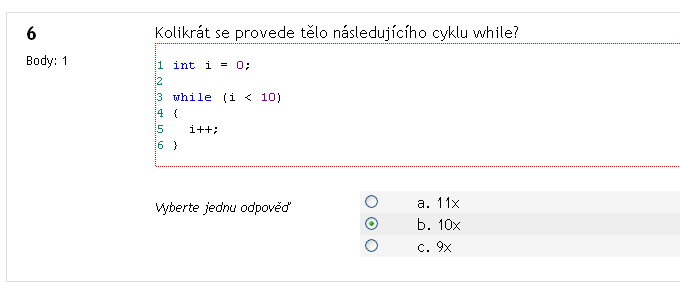 6
Body: 1
Kolikrát se provede tělo následujícího cyklu while?
1 int i = 0;
2
3 while (i < 10)
4 {
5   i++;
6 }
Vyberte jednu odpověď
a. 11x
b. 10x
c. 9x